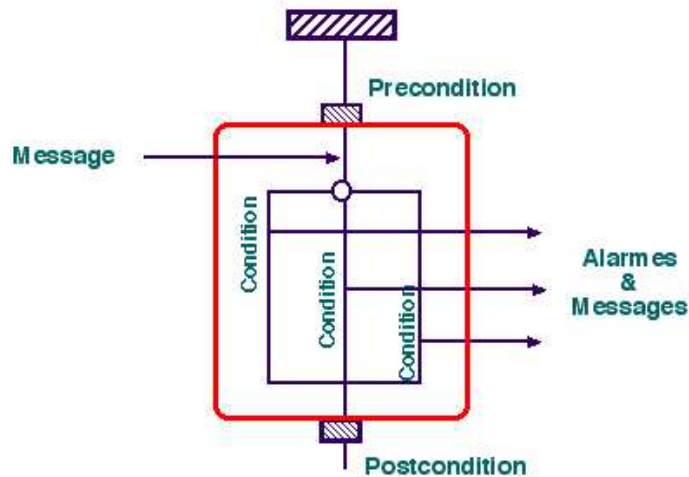 Precondition
Message
Condition
Condition
Condition
Alarmes
&
Messages
Postcondition